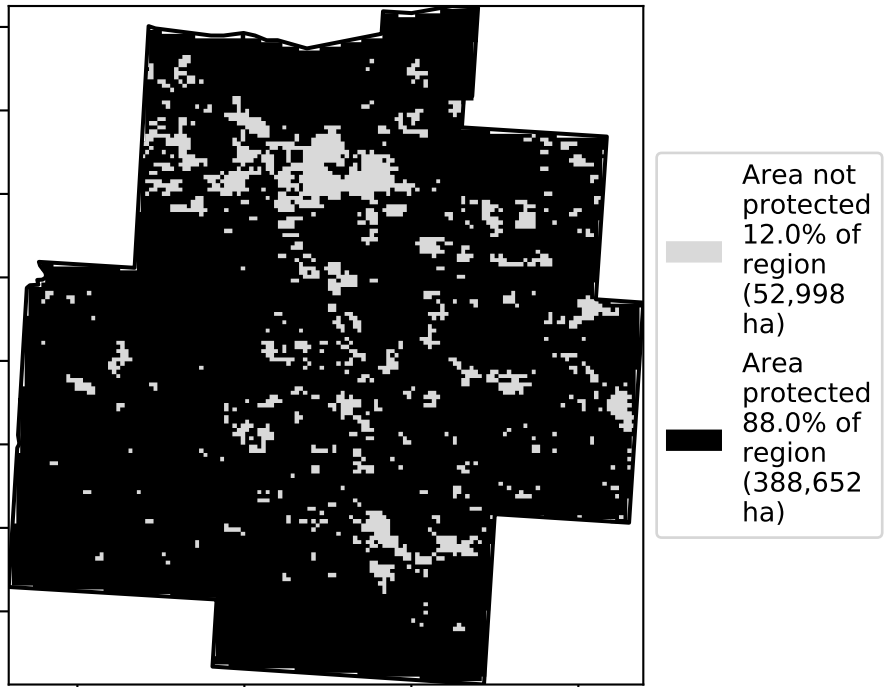 Area not
protected
12.0% of
region
(52,998
ha)
Area
protected
88.0% of
region
(388,652
ha)